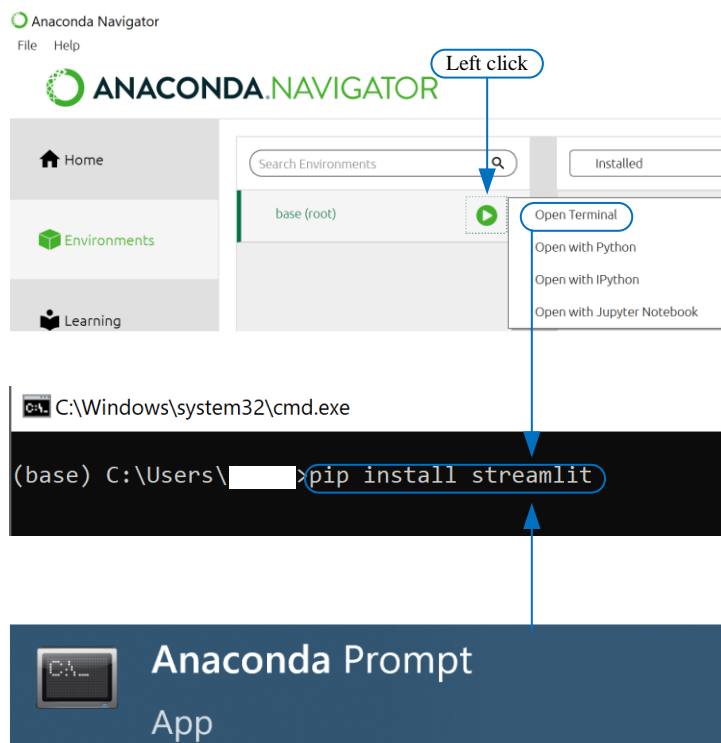 Anaconda Navigator
File Help
Left click
ANACONDA.NAVIGATOR
Home
Search Environments
Installed
base (root)
Open Terminal
Environments
Open with Python
Open with IPython
Learning
Open with Jupyter Notebook
C:\Windows\system32\cmd.exe
(base) C:\Users\ >pip install streamlit
C:\_
Anaconda Prompt
App